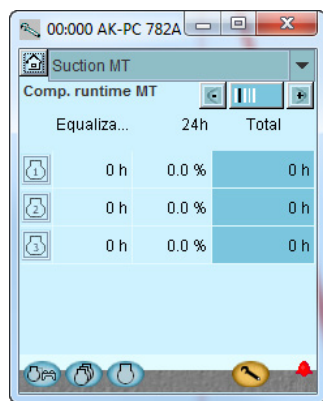 00:000 AK-PC 782A
Suction MT
Comp. runtime MT
Equaliza... 24h Total
1 0 h 0.0 % 0 h
2 0 h 0.0 % 0 h
3 0 h 0.0 % 0 h